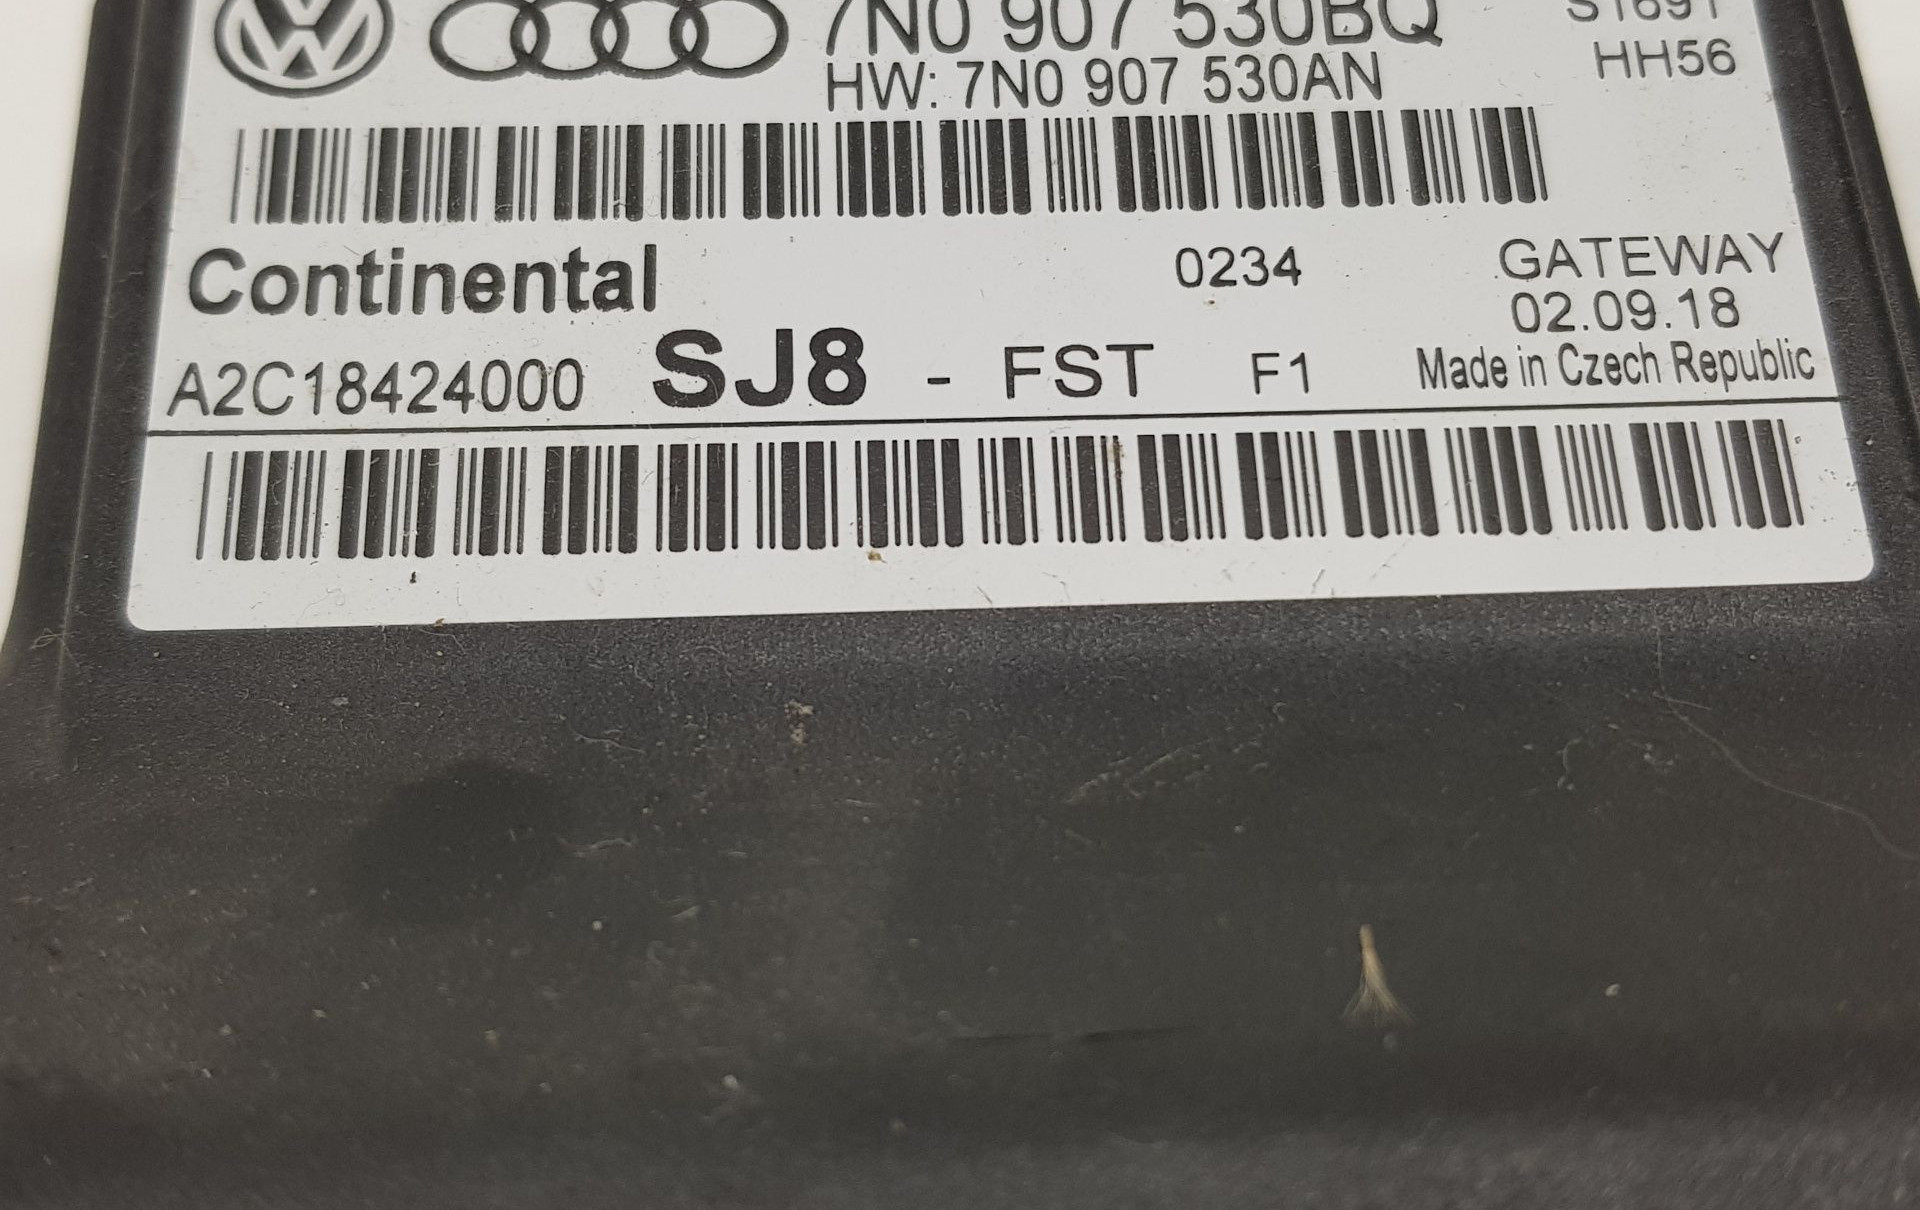 7N0 907 530BQ
S1691
HW: 7N0 907 530AN
HH56
Continental
0234
GATEWAY
02.09.18
A2C18424000 SJ8 - FST F1
Made in Czech Republic